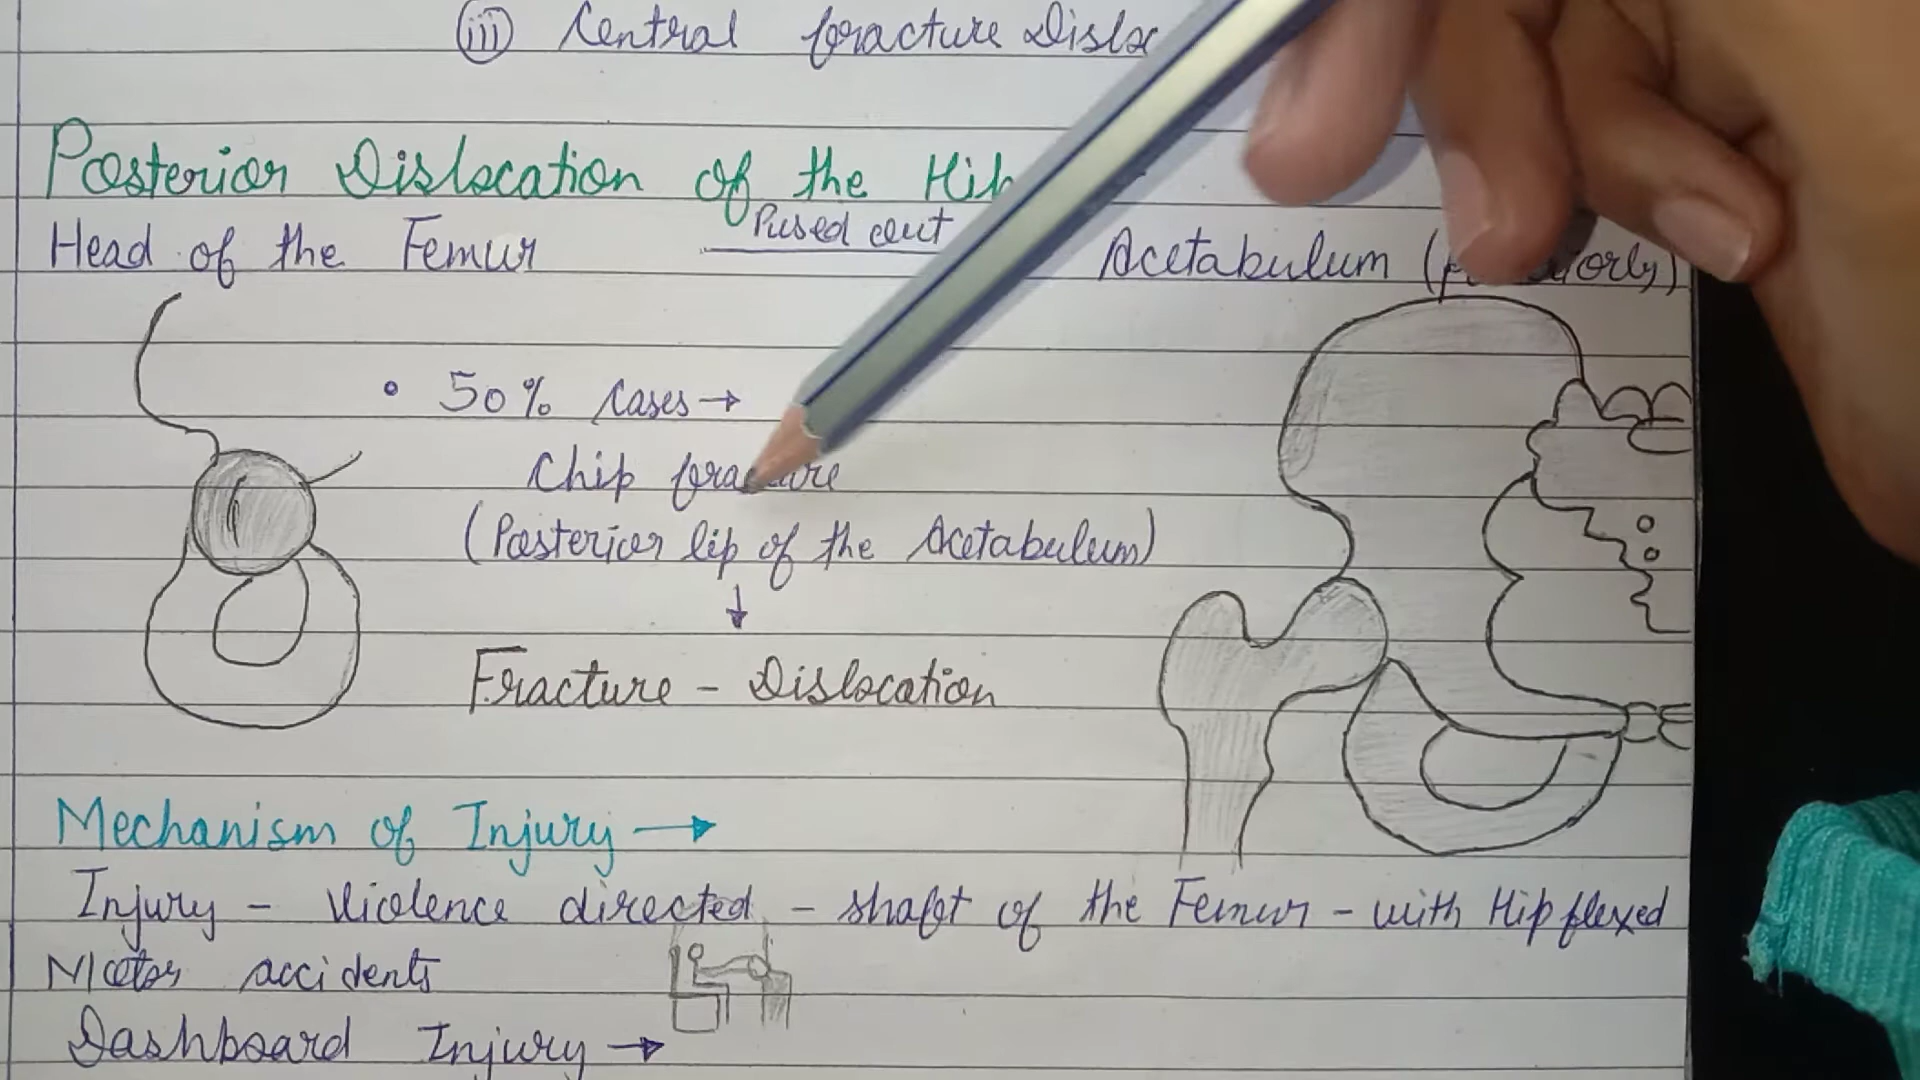 (iii) Central fracture Disloc
Posterior Dislocation of the Hip
Head of the Femur Pused out Acetabulum
• 50% Cases →
Chip fracture
(Posterior lip of the Acetabulum)
↓
Fracture - Dislocation
Mechanism of Injury →
Injury - Violence directed - shaft of the Femur - with Hip flexed
Motor accidents
Dashboard Injury →